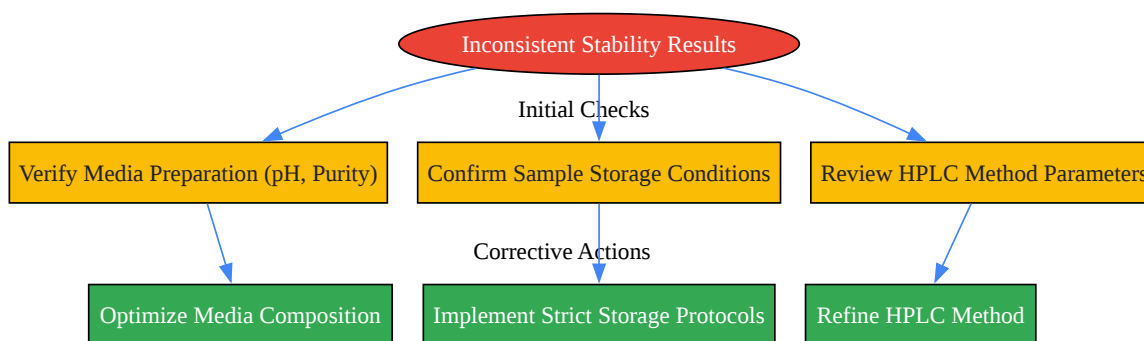 Inconsistent Stability Results
Initial Checks
Verify Media Preparation (pH, Purity)
Confirm Sample Storage Conditions
Review HPLC Method Parameters
Corrective Actions
Optimize Media Composition
Implement Strict Storage Protocols
Refine HPLC Method